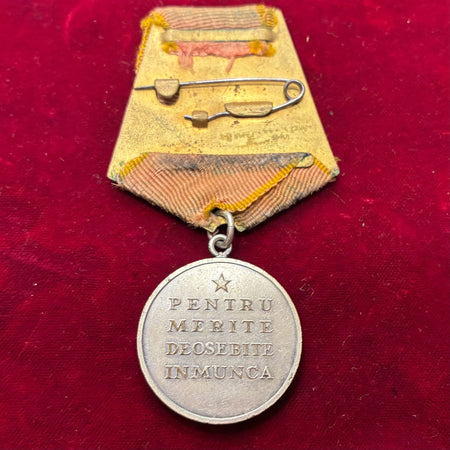 PENTRU
MERITE
DEOSEBITE
IN MUNCA